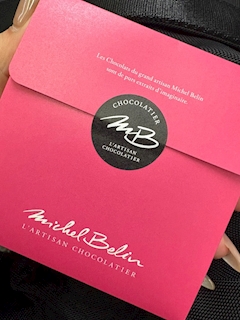 Les Chocolats du grand artisan Michel Belin
sont de purs extraits d'imaginaire
CHOCOLATIER
MB
L'ARTISAN
CHOCOLATIER
Michel Belin
L'ARTISAN CHOCOLATIER